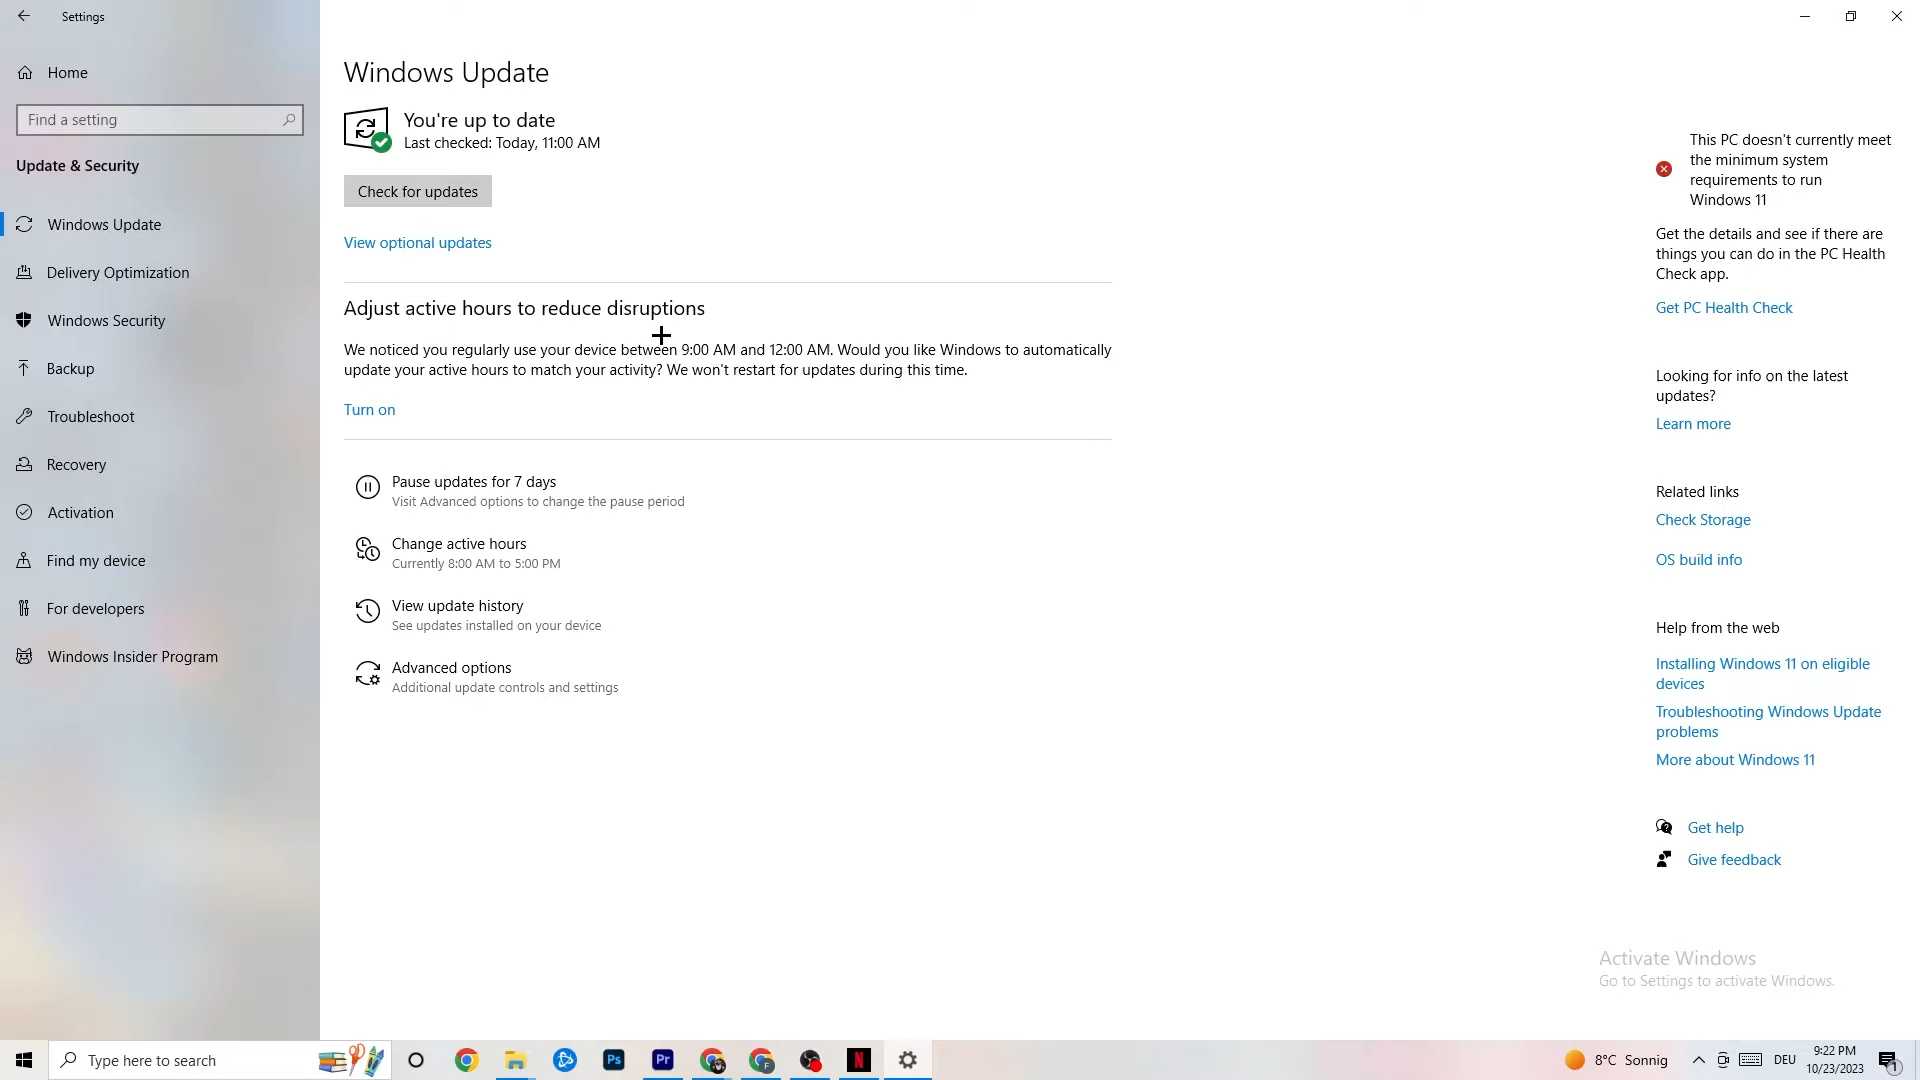 Settings
Home
Find a setting
Update & Security
Windows Update
Delivery Optimization
Windows Security
Backup
Troubleshoot
Recovery
Activation
Find my device
For developers
Windows Insider Program
Windows Update
You're up to date
Last checked: Today, 11:00 AM
Check for updates
View optional updates
Adjust active hours to reduce disruptions
We noticed you regularly use your device between 9:00 AM and 12:00 AM. Would you like Windows to automatically
update your active hours to match your activity? We won't restart for updates during this time.
Turn on
Pause updates for 7 days
Visit Advanced options to change the pause period
Change active hours
Currently 8:00 AM to 5:00 PM
View update history
See updates installed on your device
Advanced options
Additional update controls and settings
This PC doesn't currently meet
the minimum system
requirements to run
Windows 11
Get the details and see if there are
things you can do in the PC Health
Check app.
Get PC Health Check
Looking for info on the latest
updates?
Learn more
Related links
Check Storage
OS build info
Help from the web
Installing Windows 11 on eligible
devices
Troubleshooting Windows Update
problems
More about Windows 11
Get help
Give feedback
Activate Windows
Go to Settings to activate Windows.
Type here to search
Ps
Pr
F
N
8°C Sonnig
DEU
9:22 PM
10/23/2023
1